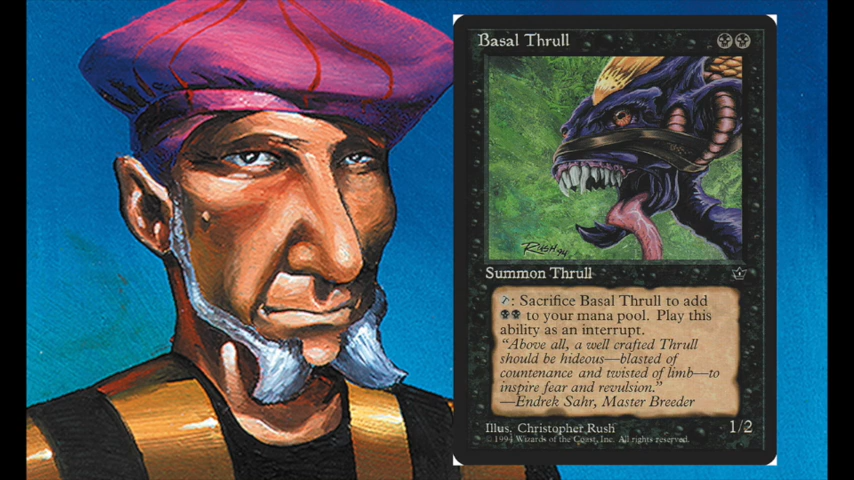 Basal Thrull
RUSH 94
Summon Thrull
: Sacrifice Basal Thrull to add
to your mana pool. Play this
ability as an interrupt.
“Above all, a well crafted Thrull
should be hideous—blasted of
countenance and twisted of limb—to
inspire fear and revulsion.”
—Endrek Sahr, Master Breeder
Illus. Christopher Rush 1/2
© 1994 Wizards of the Coast, Inc. All rights reserved.